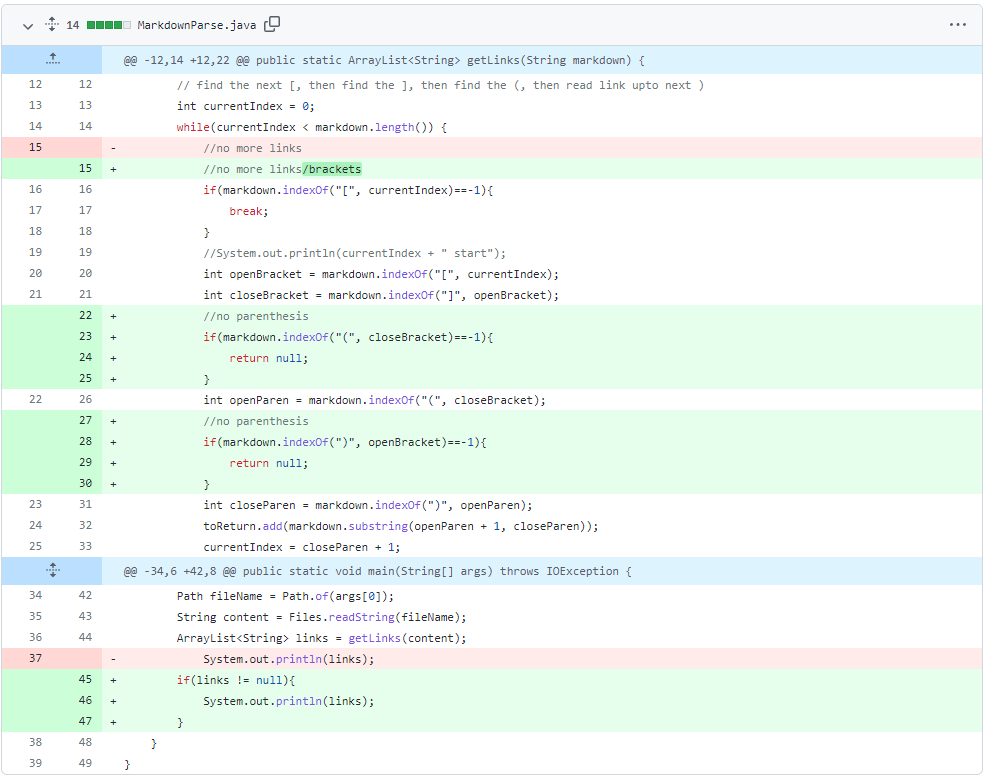 14 MarkdownParse.java
@@ -12,14 +12,22 @@ public static ArrayList<String> getLinks(String markdown) {
12 12 // find the next [, then find the ], then find the (, then read link upto next )
13 13 int currentIndex = 0;
14 14 while(currentIndex < markdown.length()) {
15 - //no more links
15 + //no more links/brackets
16 16 if(markdown.indexOf("[", currentIndex)==-1){
17 17 break;
18 18 }
19 19 //System.out.println(currentIndex + " start");
20 20 int openBracket = markdown.indexOf("[", currentIndex);
21 21 int closeBracket = markdown.indexOf("]", openBracket);
22 + //no parenthesis
23 + if(markdown.indexOf("(", closeBracket)==-1){
24 + return null;
25 + }
22 26 int openParen = markdown.indexOf("(", closeBracket);
27 + //no parenthesis
28 + if(markdown.indexOf(")", openBracket)==-1){
29 + return null;
30 + }
23 31 int closeParen = markdown.indexOf(")", openParen);
24 32 toReturn.add(markdown.substring(openParen + 1, closeParen));
25 33 currentIndex = closeParen + 1;
@@ -34,6 +42,8 @@ public static void main(String[] args) throws IOException {
34 42 Path fileName = Path.of(args[0]);
35 43 String content = Files.readString(fileName);
36 44 ArrayList<String> links = getLinks(content);
37 - System.out.println(links);
45 + if(links != null){
46 + System.out.println(links);
47 + }
38 48 }
39 49 }